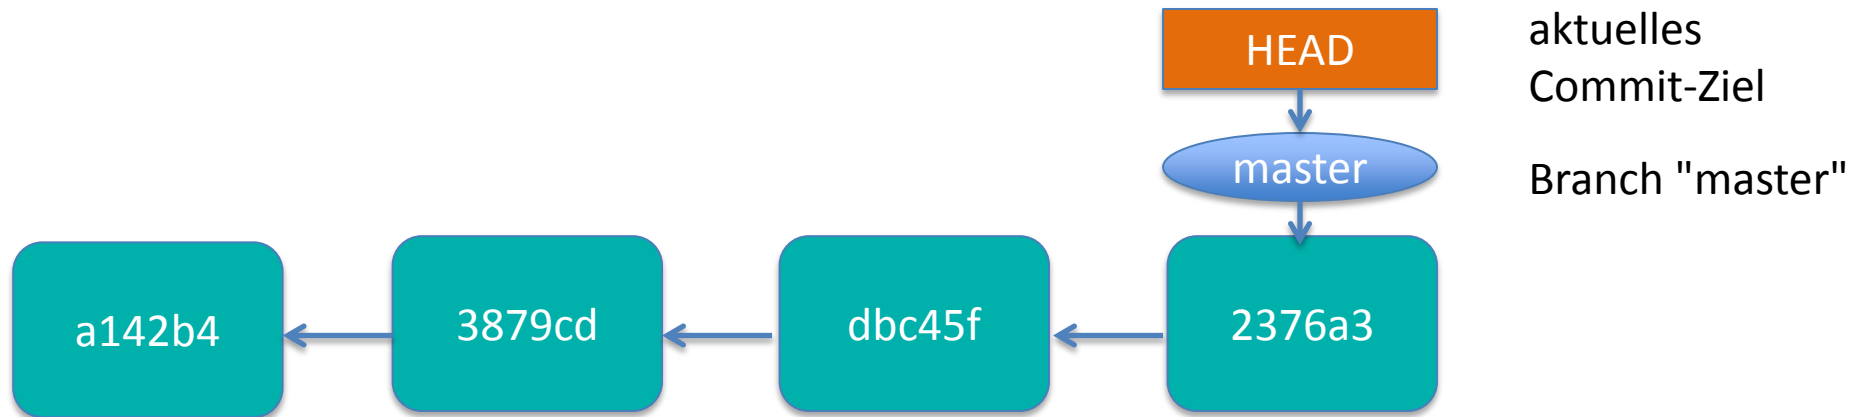 HEAD
aktuelles
Commit-Ziel
master
Branch "master"
a142b4
3879cd
dbc45f
2376a3